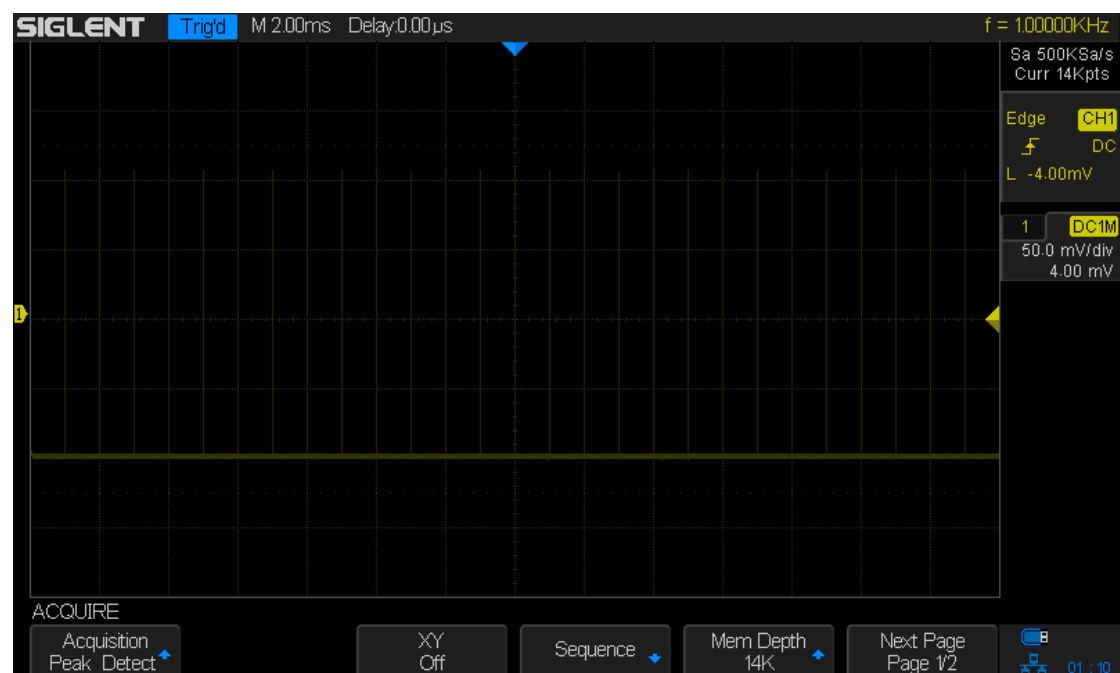 SIGLENT Trig'd M 2.00ms Delay:0.00µs f = 1.00000KHz
Sa 500KSa/s
Curr 14Kpts
Edge CH1
DC
L -4.00mV
1 DC1M
50.0 mV/div
4.00 mV
1
ACQUIRE
Acquisition
Peak Detect
XY
Off
Sequence
Mem Depth
14K
Next Page
Page 1/2
01 : 10